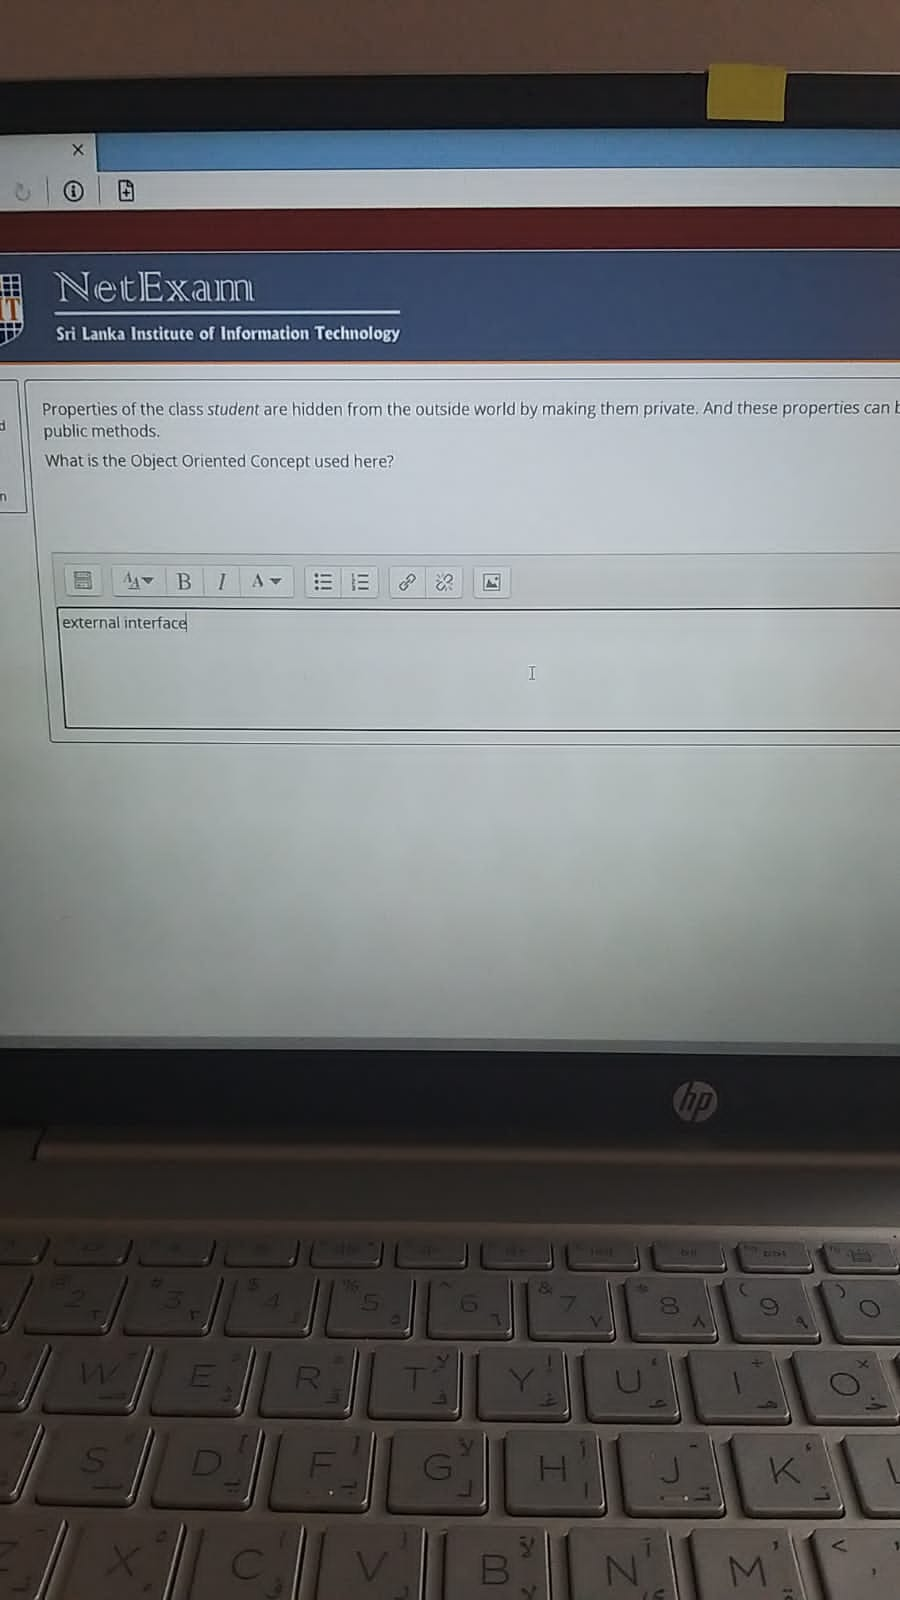 NetExam
Sri Lanka Institute of Information Technology
Properties of the class student are hidden from the outside world by making them private. And these properties can
public methods.
What is the Object Oriented Concept used here?
B I A
external interface
hp
2 3 4 5 6 7 8 9 0
W E R T Y U I O
S D F G H J K L
X C V B N M